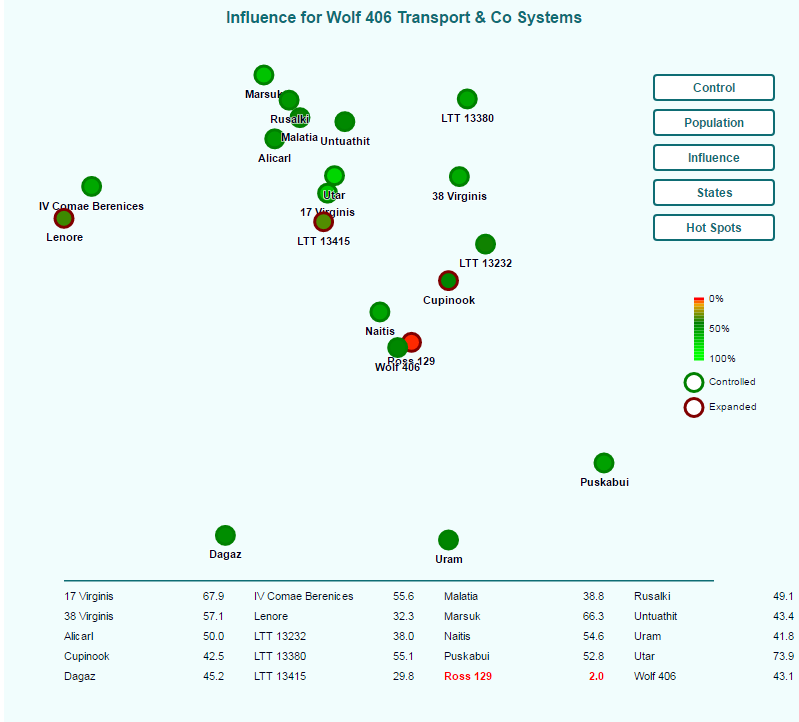 Influence for Wolf 406 Transport & Co Systems
Marsuk
Rusalki
Malatia
Untuathit
Alicarl
LTT 13380
Control
Population
Influence
States
Hot Spots
IV Comae Berenices
Lenore
Utar
17 Virginis
LTT 13415
38 Virginis
LTT 13232
Cupinook
Naitis
Ross 129
Wolf 406
0%
50%
100%
Controlled
Expanded
Puskabui
Dagaz
Uram
17 Virginis 67.9 IV Comae Berenices 55.6 Malatia 38.8 Rusalki 49.1
38 Virginis 57.1 Lenore 32.3 Marsuk 66.3 Untuathit 43.4
Alicarl 50.0 LTT 13232 38.0 Naitis 54.6 Uram 41.8
Cupinook 42.5 LTT 13380 55.1 Puskabui 52.8 Utar 73.9
Dagaz 45.2 LTT 13415 29.8 Ross 129 2.0 Wolf 406 43.1